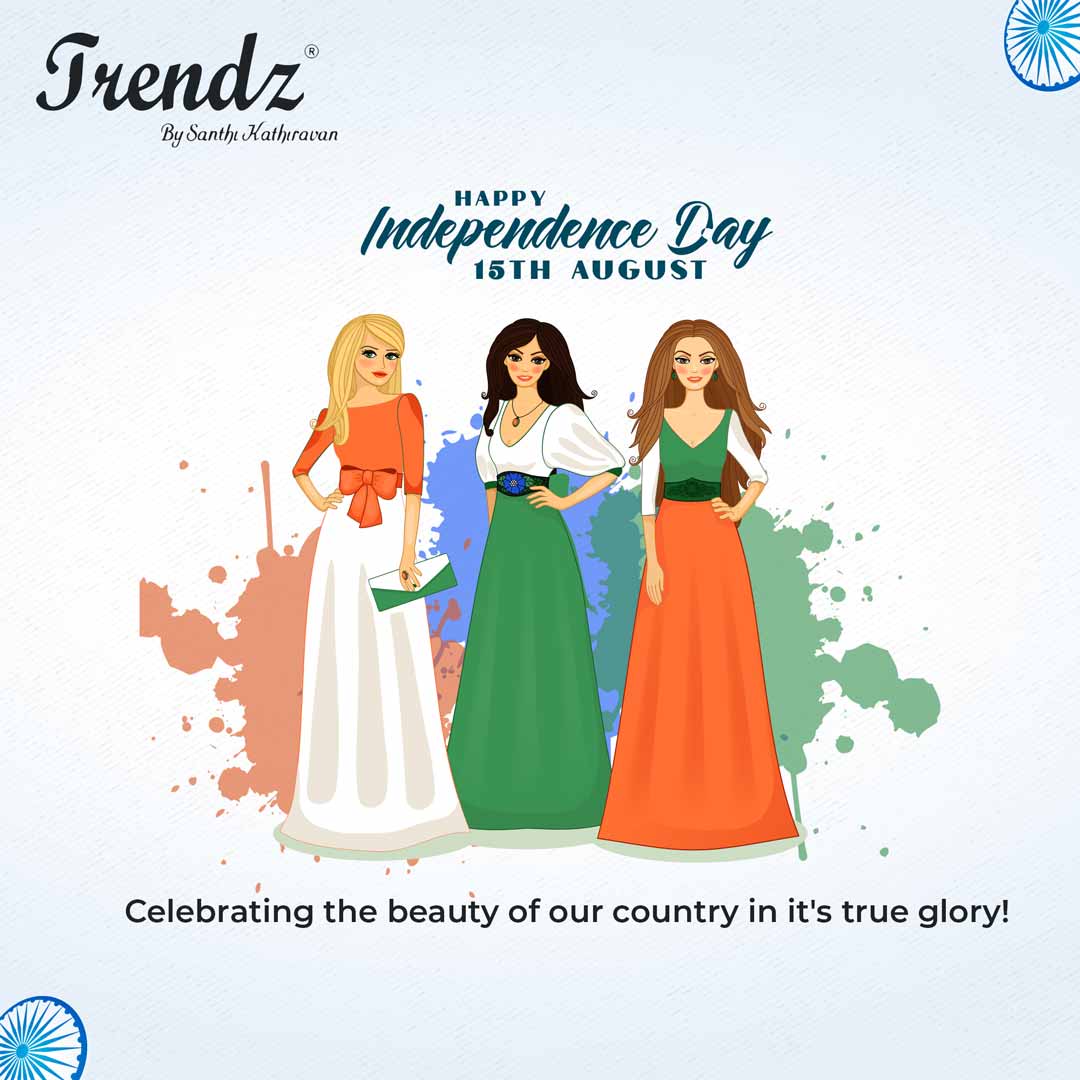 Trendz®
By Santhi Kathiravan
HAPPY
Independence Day
15TH AUGUST
Celebrating the beauty of our country in it's true glory!